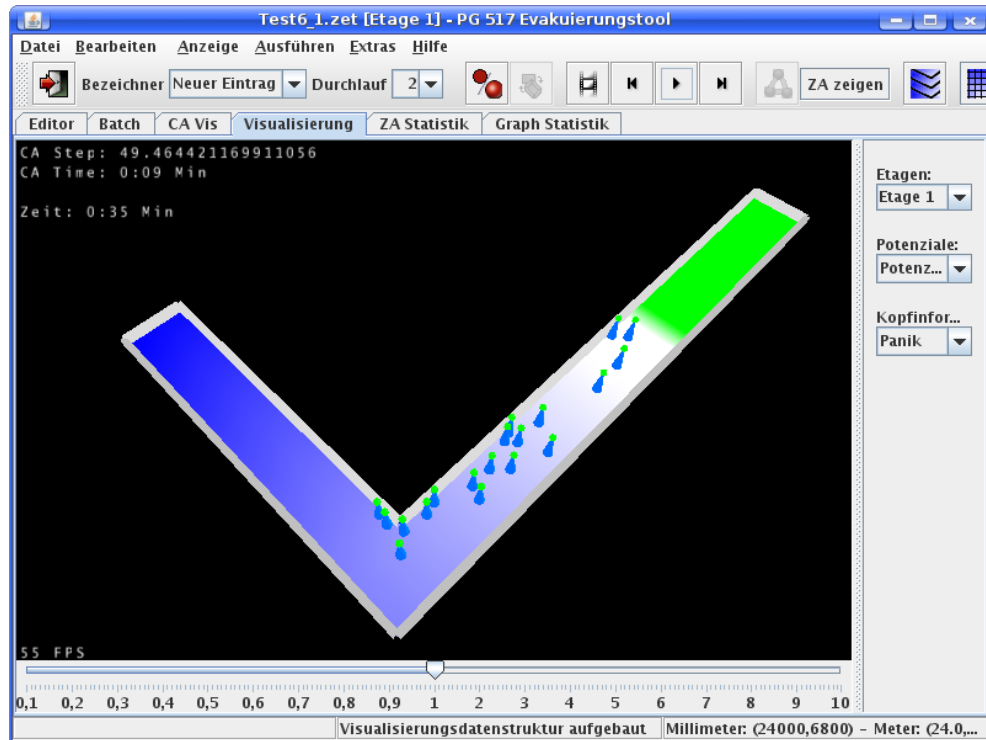 Test6_1.zet [Etage 1] - PG 517 Evakuierungstool
Datei Bearbeiten Anzeige Ausführen Extras Hilfe
Bezeichner Neuer Eintrag Durchlauf 2 ZA zeigen
Editor Batch CA Vis Visualisierung ZA Statistik Graph Statistik
CA Step: 49.464421169911056
CA Time: 0:09 Min
Zeit: 0:35 Min
Etagen:
Etage 1
Potenziale:
Potenz...
Kopfinfor...
Panik
55 FPS
0,1 0,2 0,3 0,4 0,5 0,6 0,7 0,8 0,9 1 2 3 4 5 6 7 8 9 10
Visualisierungsdatenstruktur aufgebaut Millimeter: (24000,6800) – Meter: (24.0,...